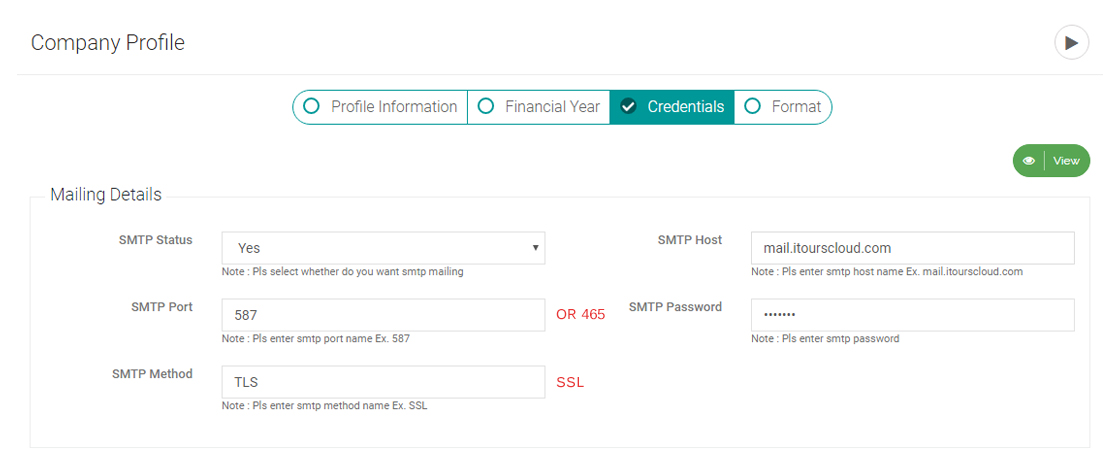 Company Profile
Profile Information Financial Year Credentials Format
View
Mailing Details
SMTP Status Yes SMTP Host mail.itourscloud.com
Note : Pls select whether do you want smtp mailing Note : Pls enter smtp host name Ex. mail.itourscloud.com
SMTP Port 587 OR 465 SMTP Password •••••••
Note : Pls enter smtp port name Ex. 587 Note : Pls enter smtp password
SMTP Method TLS SSL
Note : Pls enter smtp method name Ex. SSL